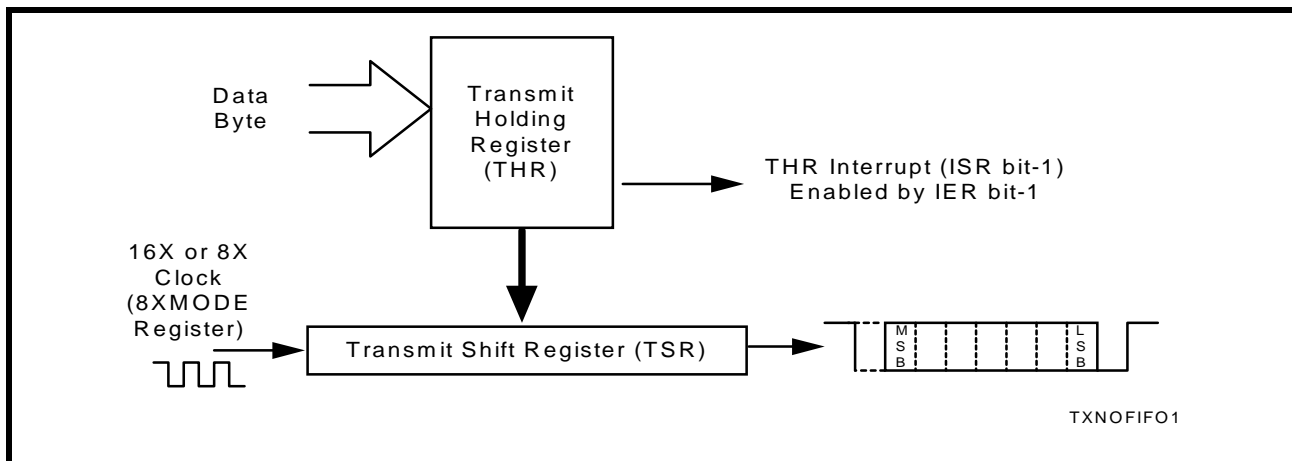 Data
Byte
Transmit
Holding
Register
(THR)
THR Interrupt (ISR bit-1)
Enabled by IER bit-1
16X or 8X
Clock
(8XMODE
Register)
Transmit Shift Register (TSR)
M
S
B
L
S
B
TXNOFIFO1